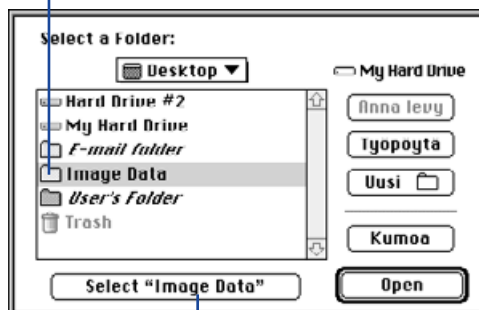 Select a Folder:
Desktop
My Hard Drive
Hard Drive #2
My Hard Drive
E-mail folder
Image Data
User's Folder
Trash
Anna levy
Tyopoyta
Uusi
Kumoa
Select “Image Data”
Open